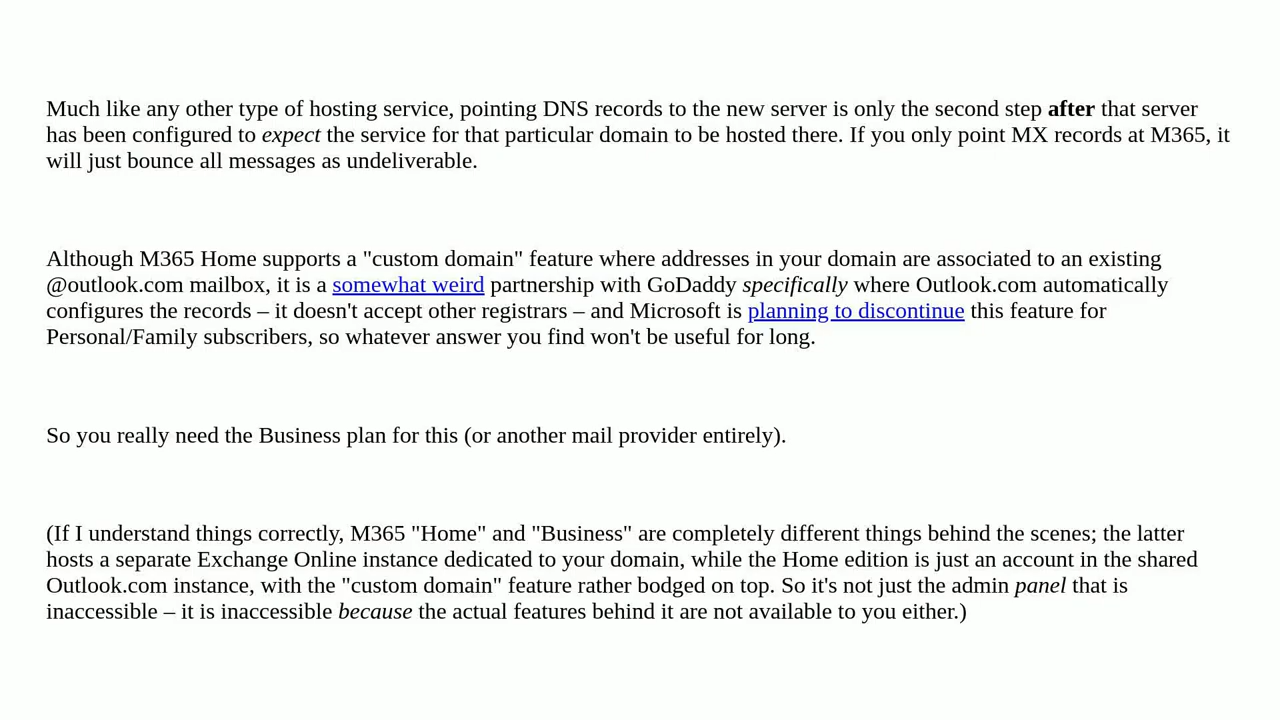 Much like any other type of hosting service, pointing DNS records to the new server is only the second step after that server
has been configured to expect the service for that particular domain to be hosted there. If you only point MX records at M365, it
will just bounce all messages as undeliverable.
Although M365 Home supports a "custom domain" feature where addresses in your domain are associated to an existing
@outlook.com mailbox, it is a somewhat weird partnership with GoDaddy specifically where Outlook.com automatically
configures the records – it doesn't accept other registrars – and Microsoft is planning to discontinue this feature for
Personal/Family subscribers, so whatever answer you find won't be useful for long.
So you really need the Business plan for this (or another mail provider entirely).
(If I understand things correctly, M365 "Home" and "Business" are completely different things behind the scenes; the latter
hosts a separate Exchange Online instance dedicated to your domain, while the Home edition is just an account in the shared
Outlook.com instance, with the "custom domain" feature rather bodged on top. So it's not just the admin panel that is
inaccessible – it is inaccessible because the actual features behind it are not available to you either.)